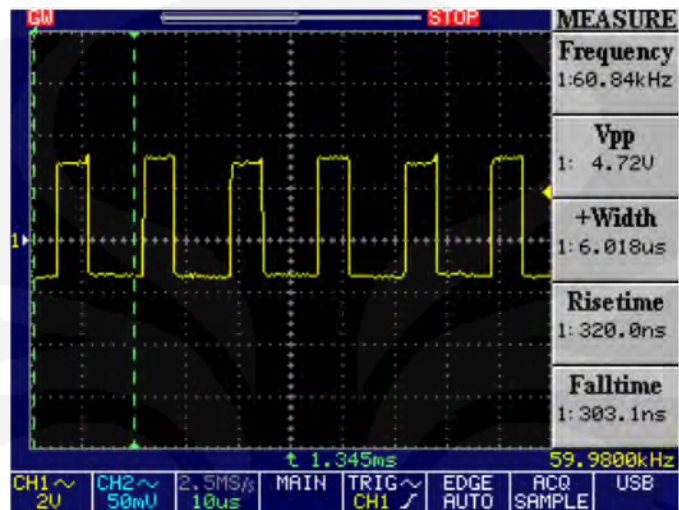 GW STOP MEASURE
Frequency
1:60.84kHz
Vpp
1: 4.72V
+Width
1:6.018us
Risetime
1:320.0ns
Falltime
1:303.1ns
1
1.345ms 59.9800kHz
CH1 CH2 2.5MS/s MAIN TRIG EDGE ACQ USB
2V 50mV 10us CH1 AUTO SAMPLE